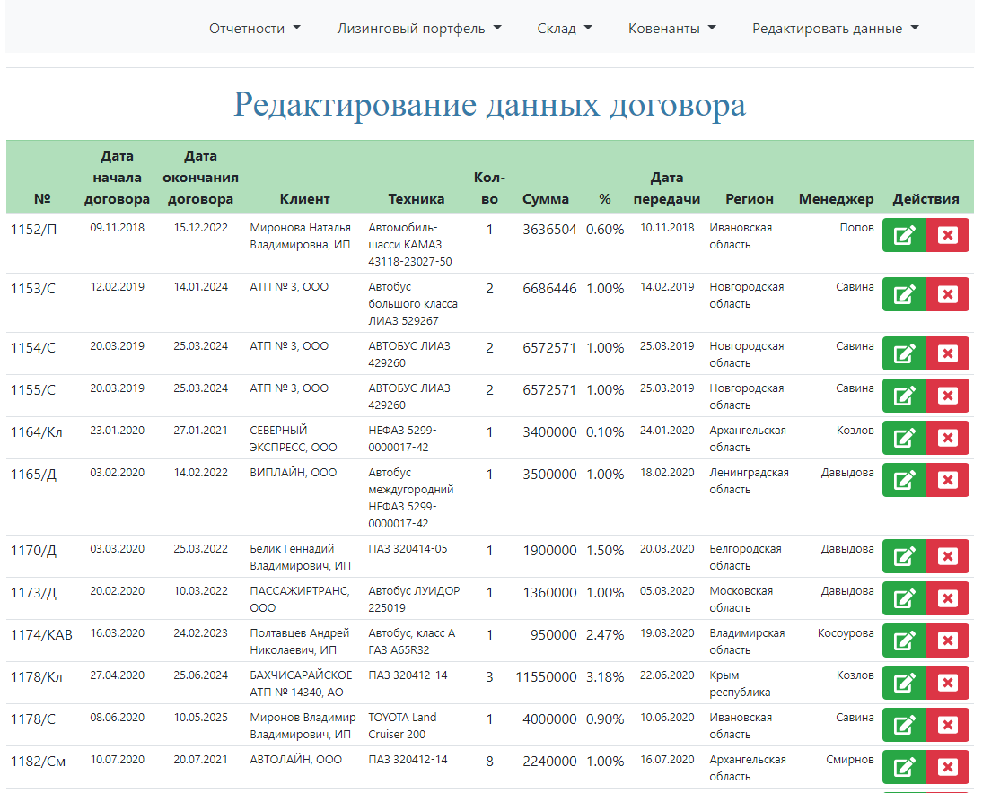 Отчетности Лизинговый портфель Склад Ковенанты Редактировать данные
Редактирование данных договора
№ Дата начала договора Дата окончания договора Клиент Техника Кол-во Сумма % Дата передачи Регион Менеджер Действия
1152/П 09.11.2018 15.12.2022 Миронова Наталья Автомобиль- 1 3636504 0.60% 10.11.2018 Ивановская Попов
Владимировна, ИП шасси КАМАЗ область
43118-23027-50
1153/С 12.02.2019 14.01.2024 АТП № 3, ООО Автобус 2 6686446 1.00% 14.02.2019 Новгородская Савина
большого класса область
ЛИАЗ 529267
1154/С 20.03.2019 25.03.2024 АТП № 3, ООО АВТОБУС ЛИАЗ 2 6572571 1.00% 25.03.2019 Новгородская Савина
429260 область
1155/С 20.03.2019 25.03.2024 АТП № 3, ООО АВТОБУС ЛИАЗ 2 6572571 1.00% 25.03.2019 Новгородская Савина
429260 область
1164/Кл 23.01.2020 27.01.2021 СЕВЕРНЫЙ НЕФАЗ 5299- 1 3400000 0.10% 24.01.2020 Архангельская Козлов
ЭКСПРЕСС, ООО 0000017-42 область
1165/Д 03.02.2020 14.02.2022 ВИПЛАЙН, ООО Автобус 1 3500000 1.00% 18.02.2020 Ленинградская Давыдова
междугородний область
НЕФАЗ 5299-
0000017-42
1170/Д 03.03.2020 25.03.2022 Белик Геннадий ПАЗ 320414-05 1 1900000 1.50% 20.03.2020 Белгородская Давыдова
Владимирович, ИП область
1173/Д 20.02.2020 10.03.2022 ПАССАЖИРТРАНС, Автобус ЛУИДОР 1 1360000 1.00% 05.03.2020 Московская Давыдова
ООО 225019 область
1174/КАВ 16.03.2020 24.02.2023 Полтавцев Андрей Автобус, класс А 1 950000 2.47% 19.03.2020 Владимирская Косоурова
Николаевич, ИП ГАЗ A65R32 область
1178/Кл 27.04.2020 25.06.2024 БАХЧИСАРАЙСКОЕ ПАЗ 320412-14 3 11550000 3.18% 22.06.2020 Крым Козлов
АТП № 14340, АО республика
1178/С 08.06.2020 10.05.2025 Миронов Владимир TOYOTA Land 1 4000000 0.90% 10.06.2020 Ивановская Савина
Владимирович, ИП Cruiser 200 область
1182/См 10.07.2020 20.07.2021 АВТОЛАЙН, ООО ПАЗ 320412-14 8 2240000 1.00% 16.07.2020 Архангельская Смирнов
область